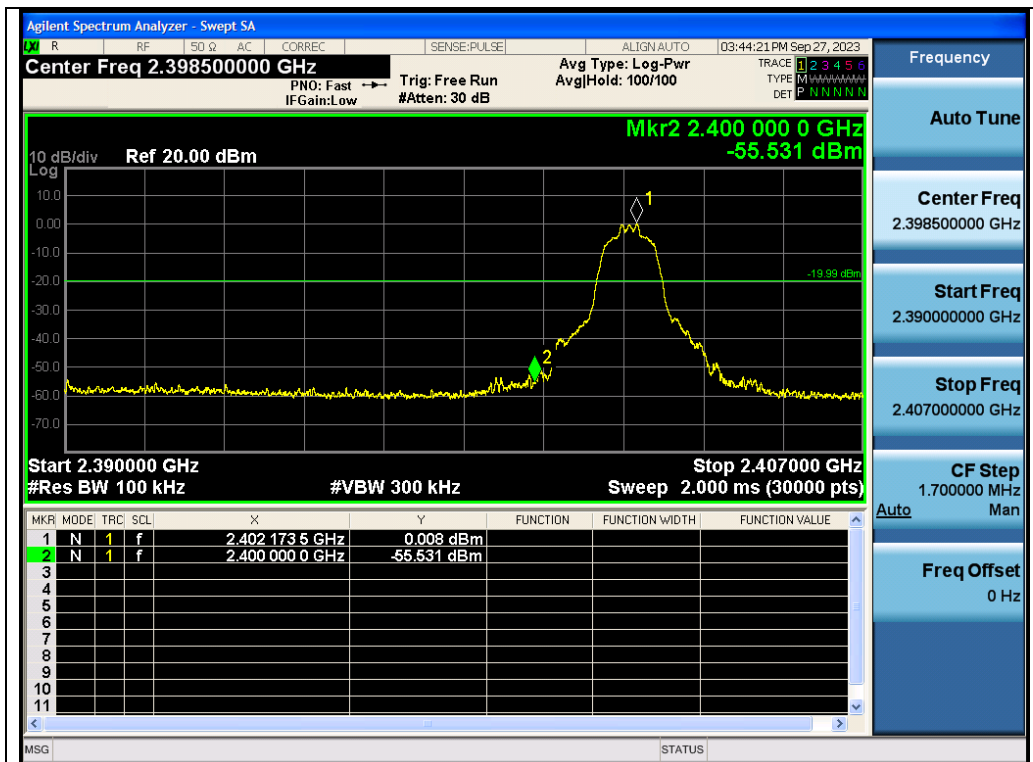 Agilent Spectrum Analyzer - Swept SA
LXI R RF 50 Ω AC CORREC SENSE:PULSE ALIGN AUTO 03:44:21 PM Sep 27, 2023
Center Freq 2.398500000 GHz
PNO: Fast
IFGain:Low
Trig: Free Run
#Atten: 30 dB
Avg Type: Log-Pwr
Avg|Hold: 100/100
TRACE 1 2 3 4 5 6
TYPE M W W W W W
DET P N N N N N
Mkr2 2.400 000 0 GHz
-55.531 dBm
10 dB/div Ref 20.00 dBm
Log
10.0
0.00
-10.0
-20.0
-30.0
-40.0
-50.0
-60.0
-70.0
1
-19.99 dBm
2
Start 2.390000 GHz Stop 2.407000 GHz
#Res BW 100 kHz #VBW 300 kHz Sweep 2.000 ms (30000 pts)
MKR MODE TRC SCL X Y FUNCTION FUNCTION WIDTH FUNCTION VALUE
1 N 1 f 2.402 173 5 GHz 0.008 dBm
2 N 1 f 2.400 000 0 GHz -55.531 dBm
3
4
5
6
7
8
9
10
11
MSG STATUS
Frequency
Auto Tune
Center Freq
2.398500000 GHz
Start Freq
2.390000000 GHz
Stop Freq
2.407000000 GHz
CF Step
1.700000 MHz
Auto Man
Freq Offset
0 Hz